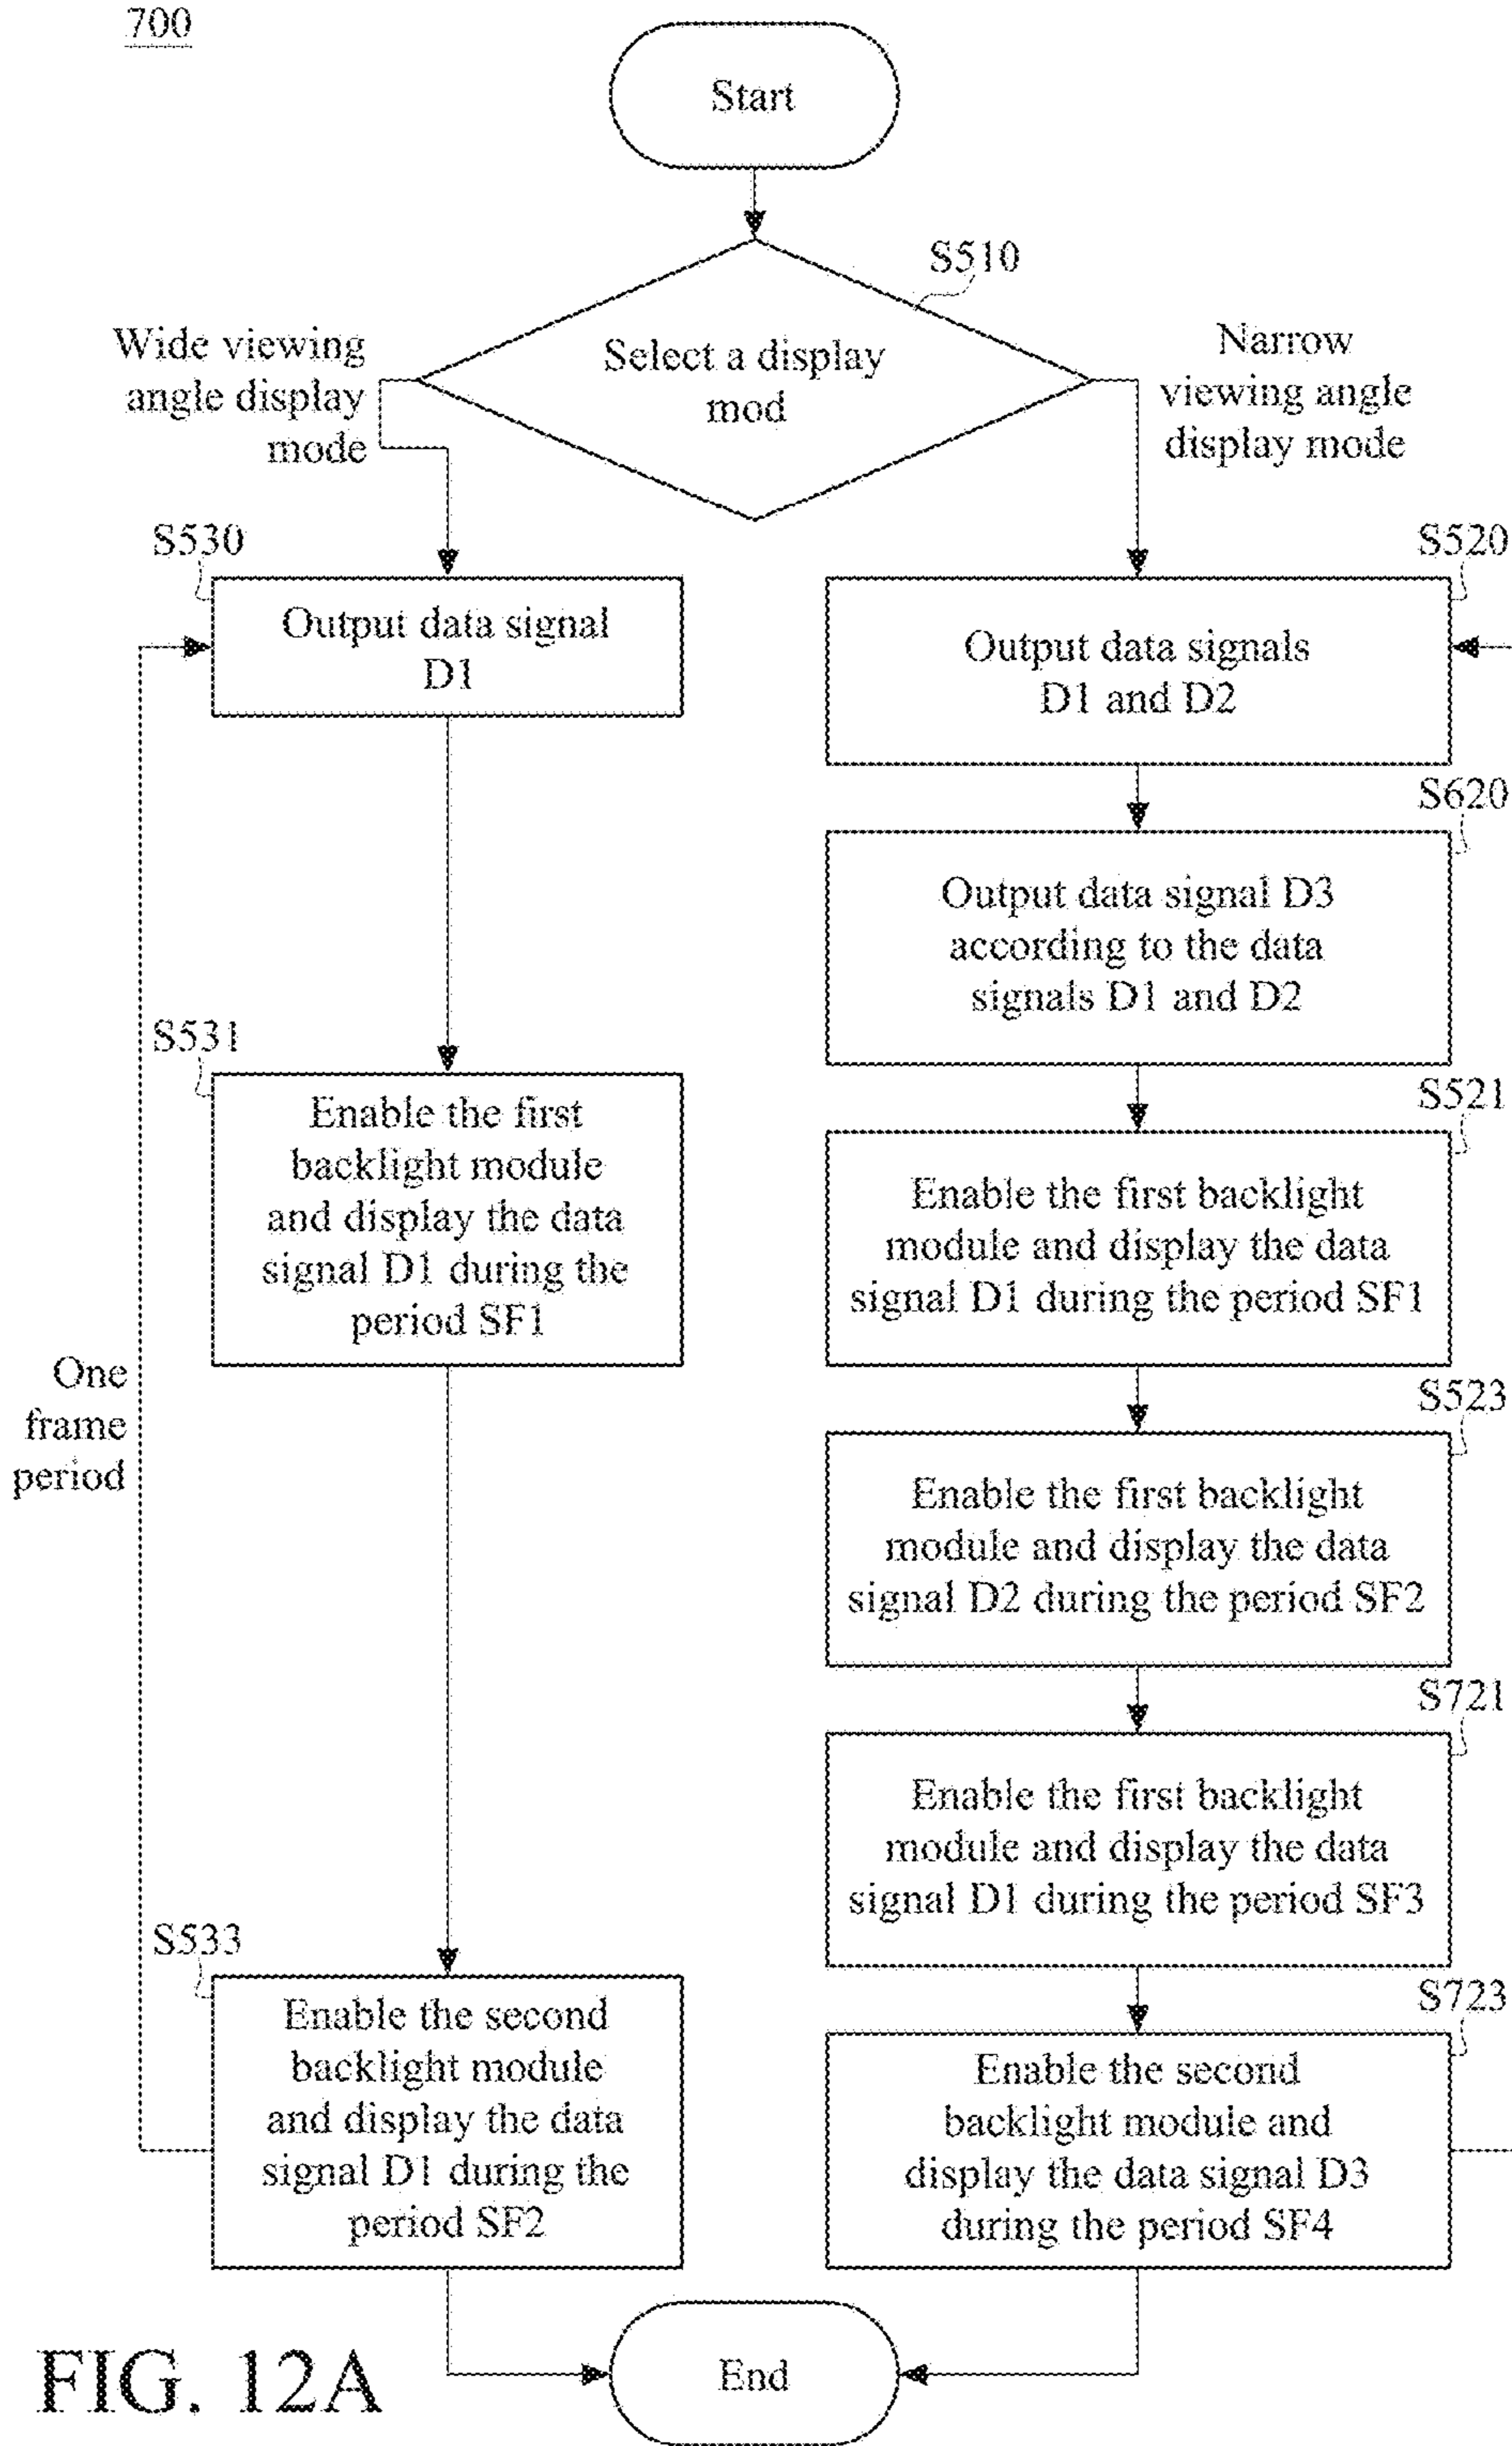 700
Start
S510
Select a display
mod
Wide viewing
angle display
mode
Narrow
viewing angle
display mode
S530
Output data signal
D1
S531
Enable the first
backlight module
and display the data
signal D1 during the
period SF1
One
frame
period
S533
Enable the second
backlight module
and display the data
signal D1 during the
period SF2
S520
Output data signals
D1 and D2
S620
Output data signal D3
according to the data
signals D1 and D2
S521
Enable the first backlight
module and display the data
signal D1 during the period SF1
S523
Enable the first backlight
module and display the data
signal D2 during the period SF2
S721
Enable the first backlight
module and display the data
signal D1 during the period SF3
S723
Enable the second
backlight module and
display the data signal D3
during the period SF4
End
FIG. 12A